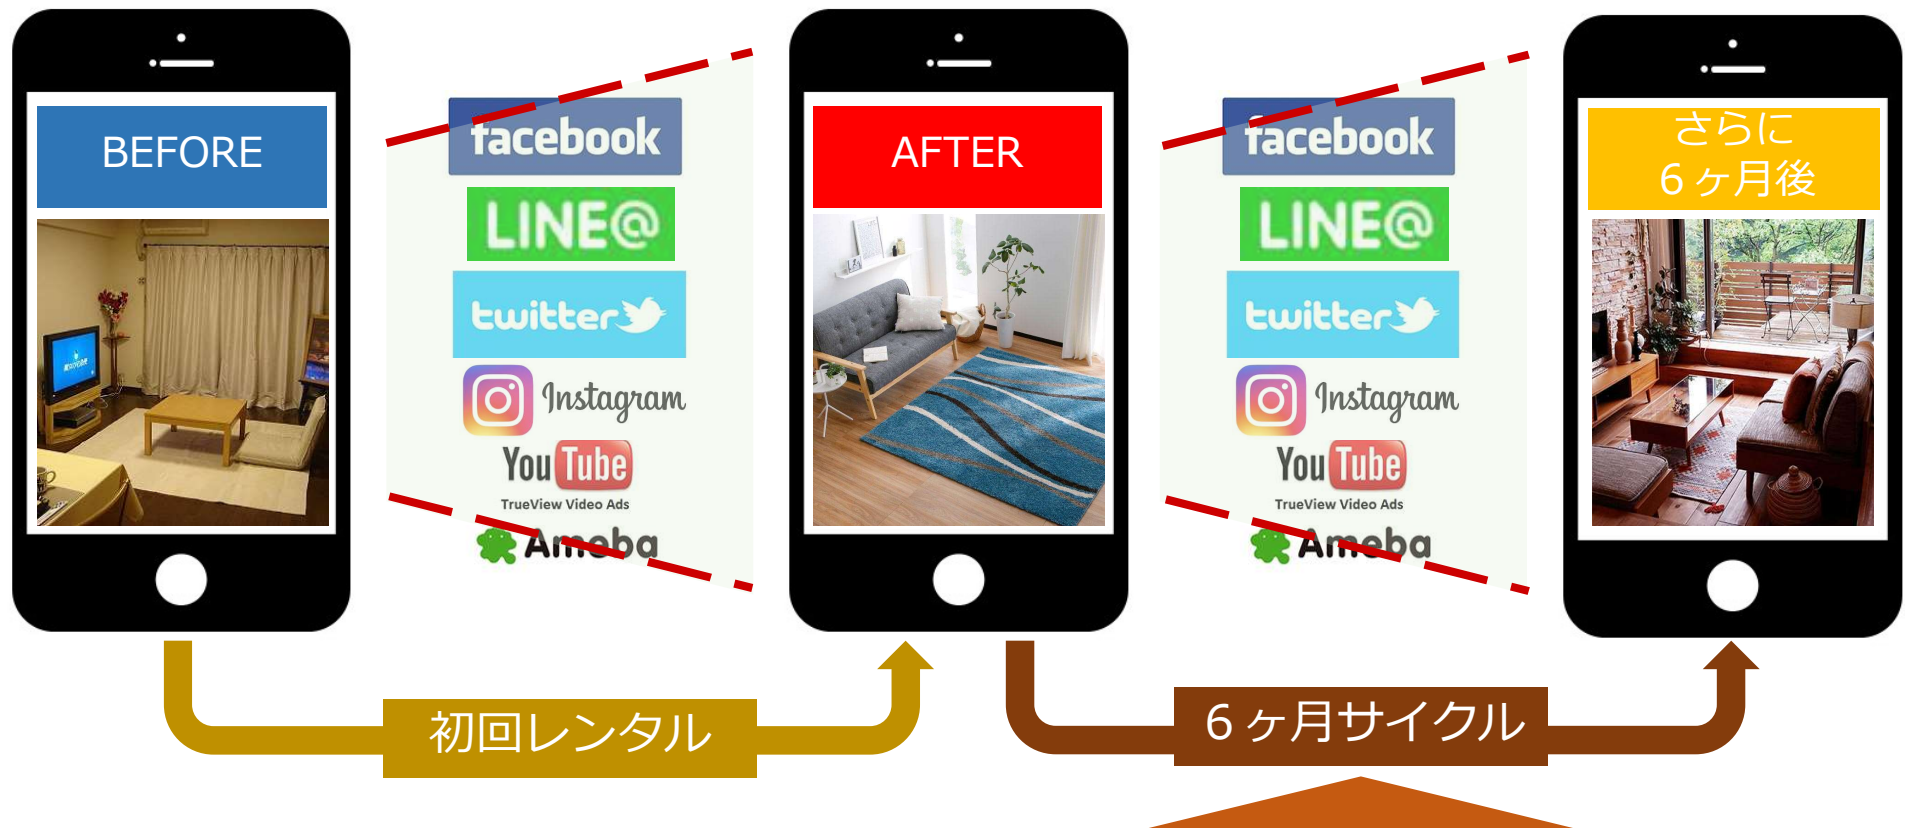 BEFORE
facebook
LINE@
twitter
Instagram
YouTube
TrueView Video Ads
Ameba
AFTER
facebook
LINE@
twitter
Instagram
YouTube
TrueView Video Ads
Ameba
さらに
6ヶ月後
初回レンタル
6ヶ月サイクル